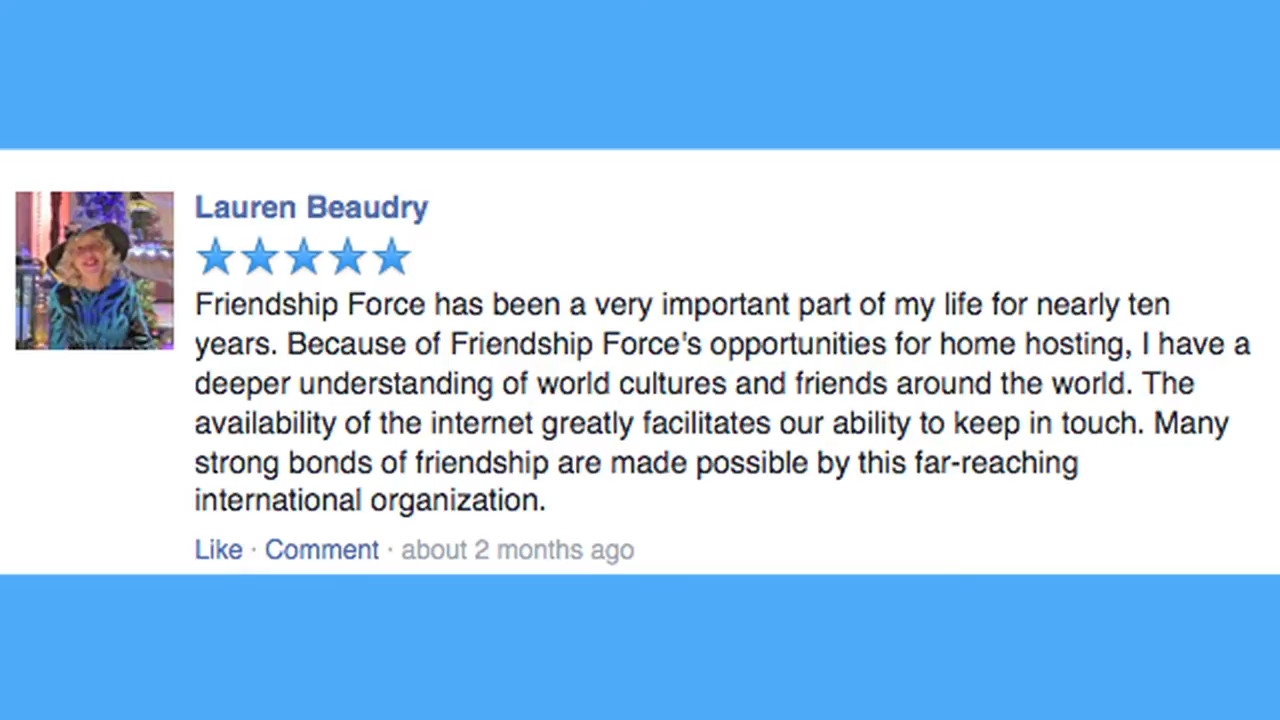 Lauren Beaudry
Friendship Force has been a very important part of my life for nearly ten
years. Because of Friendship Force's opportunities for home hosting, I have a
deeper understanding of world cultures and friends around the world. The
availability of the internet greatly facilitates our ability to keep in touch. Many
strong bonds of friendship are made possible by this far-reaching
international organization.
Like · Comment · about 2 months ago